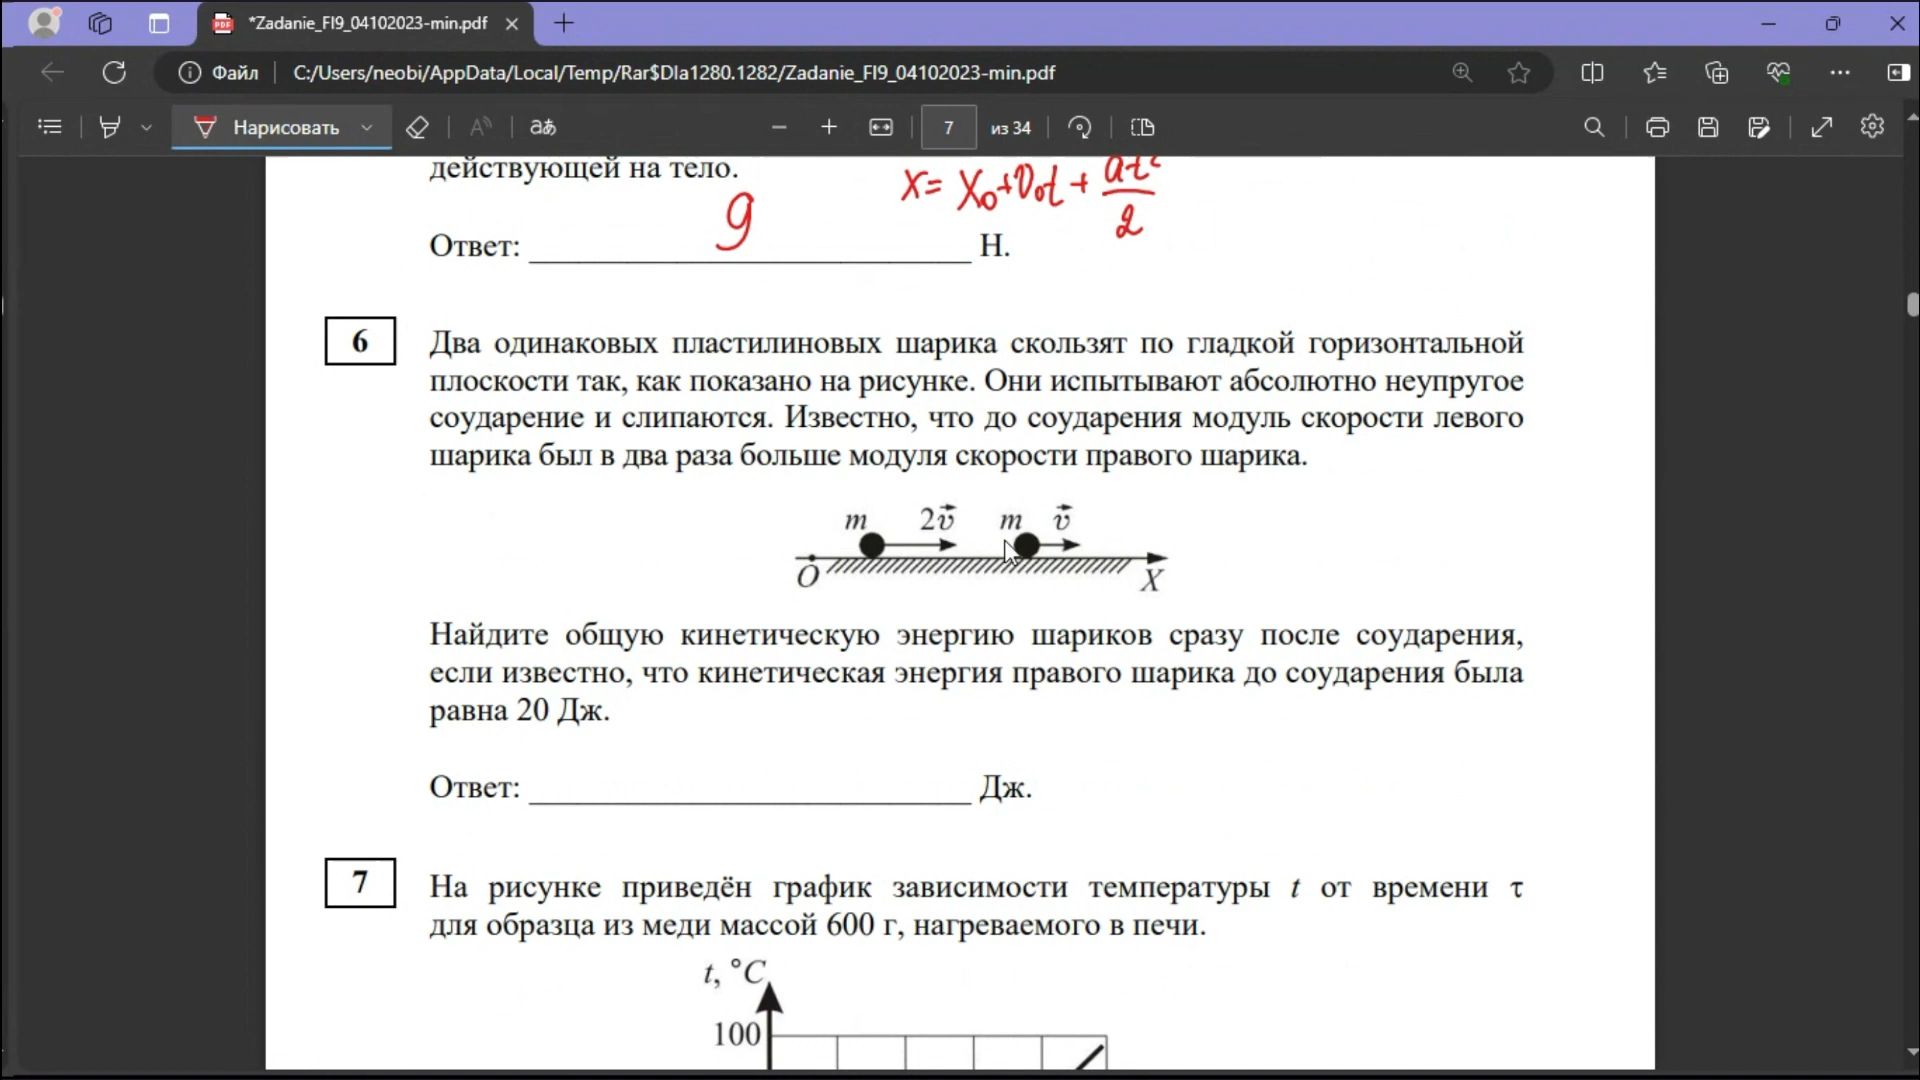 *Zadanie_FI9_04102023-min.pdf
Файл
C:/Users/neobi/AppData/Local/Temp/Rar$DIa1280.1282/Zadanie_FI9_04102023-min.pdf
Нарисовать
аあ
7 из 34
действующей на тело.
x = x₀+v₀t + at²/2
9
Ответ: ____________________ Н.
6
Два одинаковых пластилиновых шарика скользят по гладкой горизонтальной
плоскости так, как показано на рисунке. Они испытывают абсолютно неупругое
соударение и слипаются. Известно, что до соударения модуль скорости левого
шарика был в два раза больше модуля скорости правого шарика.
m 2v⃗ m v⃗
O X
Найдите общую кинетическую энергию шариков сразу после соударения,
если известно, что кинетическая энергия правого шарика до соударения была
равна 20 Дж.
Ответ: ____________________ Дж.
7
На рисунке приведён график зависимости температуры t от времени τ
для образца из меди массой 600 г, нагреваемого в печи.
t, °C
100